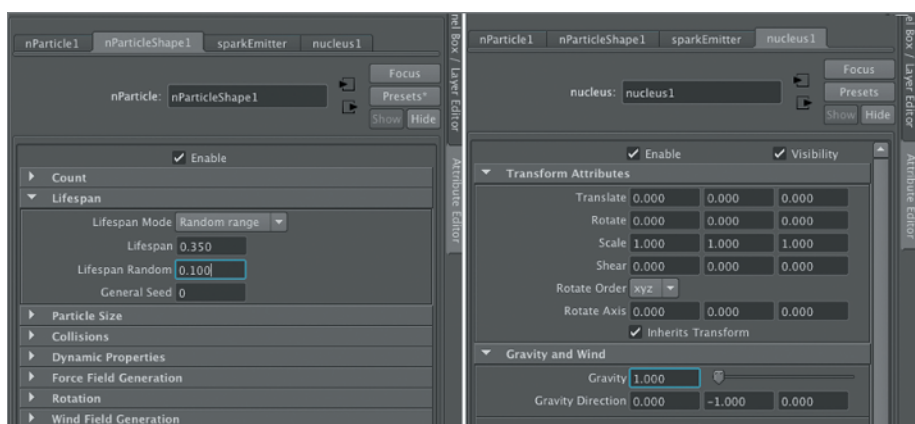 nParticle1 nParticleShape1 sparkEmitter nucleus1
Focus
nParticle: nParticleShape1
Presets*
Show Hide
Enable
Count
Lifespan
Lifespan Mode Random range
Lifespan 0.350
Lifespan Random 0.100
General Seed 0
Particle Size
Collisions
Dynamic Properties
Force Field Generation
Rotation
Wind Field Generation
nel Box / Layer Editor
Attribute Editor
nParticle1 nParticleShape1 sparkEmitter nucleus1
Focus
nucleus: nucleus1
Presets
Show Hide
Enable Visibility
Transform Attributes
Translate 0.000 0.000 0.000
Rotate 0.000 0.000 0.000
Scale 1.000 1.000 1.000
Shear 0.000 0.000 0.000
Rotate Order xyz
Rotate Axis 0.000 0.000 0.000
Inherits Transform
Gravity and Wind
Gravity 1.000
Gravity Direction 0.000 -1.000 0.000
el Box / Layer Editor
Attribute Editor